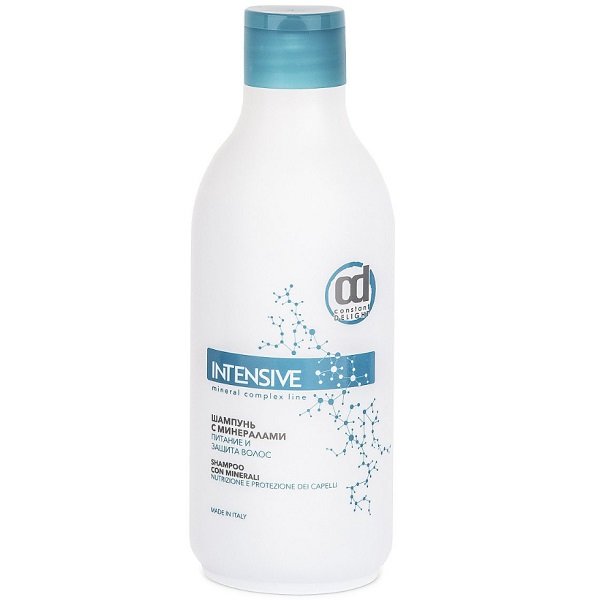 cd
constant
DELIGHT
INTENSIVE
mineral complex line
ШАМПУНЬ
С МИНЕРАЛАМИ
ПИТАНИЕ И
ЗАЩИТА ВОЛОС
SHAMPOO
CON MINERALI
NUTRIZIONE E PROTEZIONE DEI CAPELLI
MADE IN ITALY